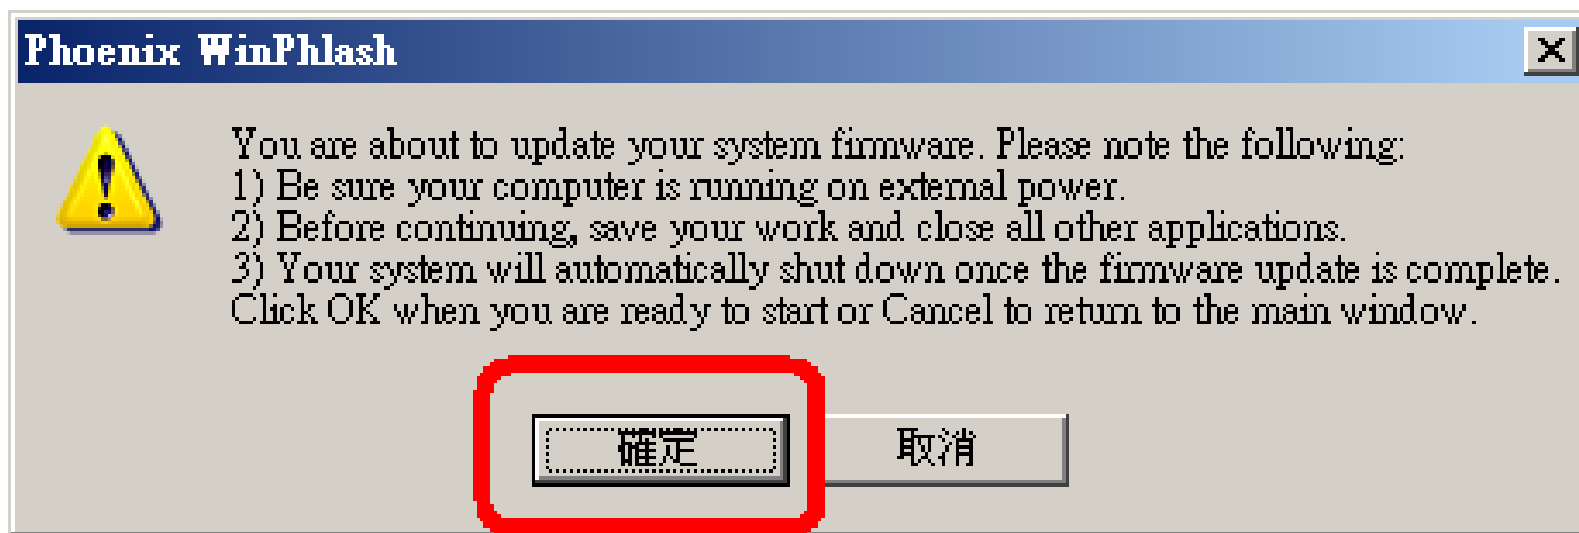 Phoenix WinPhlash
You are about to update your system firmware. Please note the following:
1) Be sure your computer is running on external power.
2) Before continuing, save your work and close all other applications.
3) Your system will automatically shut down once the firmware update is complete.
Click OK when you are ready to start or Cancel to return to the main window.
確定 取消